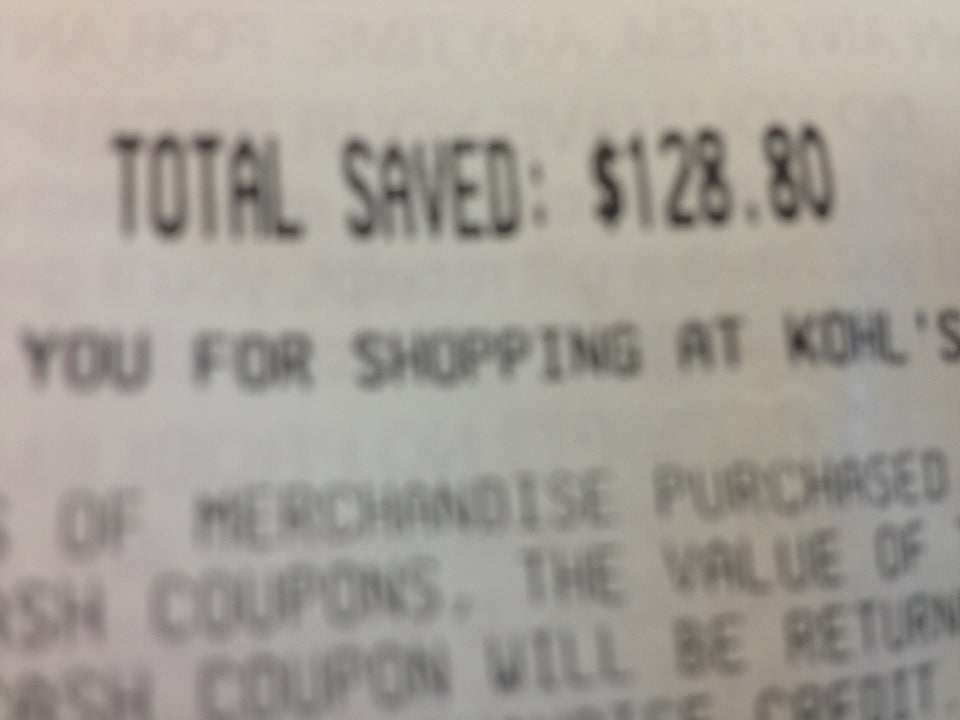 TOTAL SAVED: $128.80
YOU FOR SHOPPING AT KOHL'S
OF MERCHANDISE PURCHASED
COUPONS, THE VALUE OF
COUPON WILL BE
CREDIT.